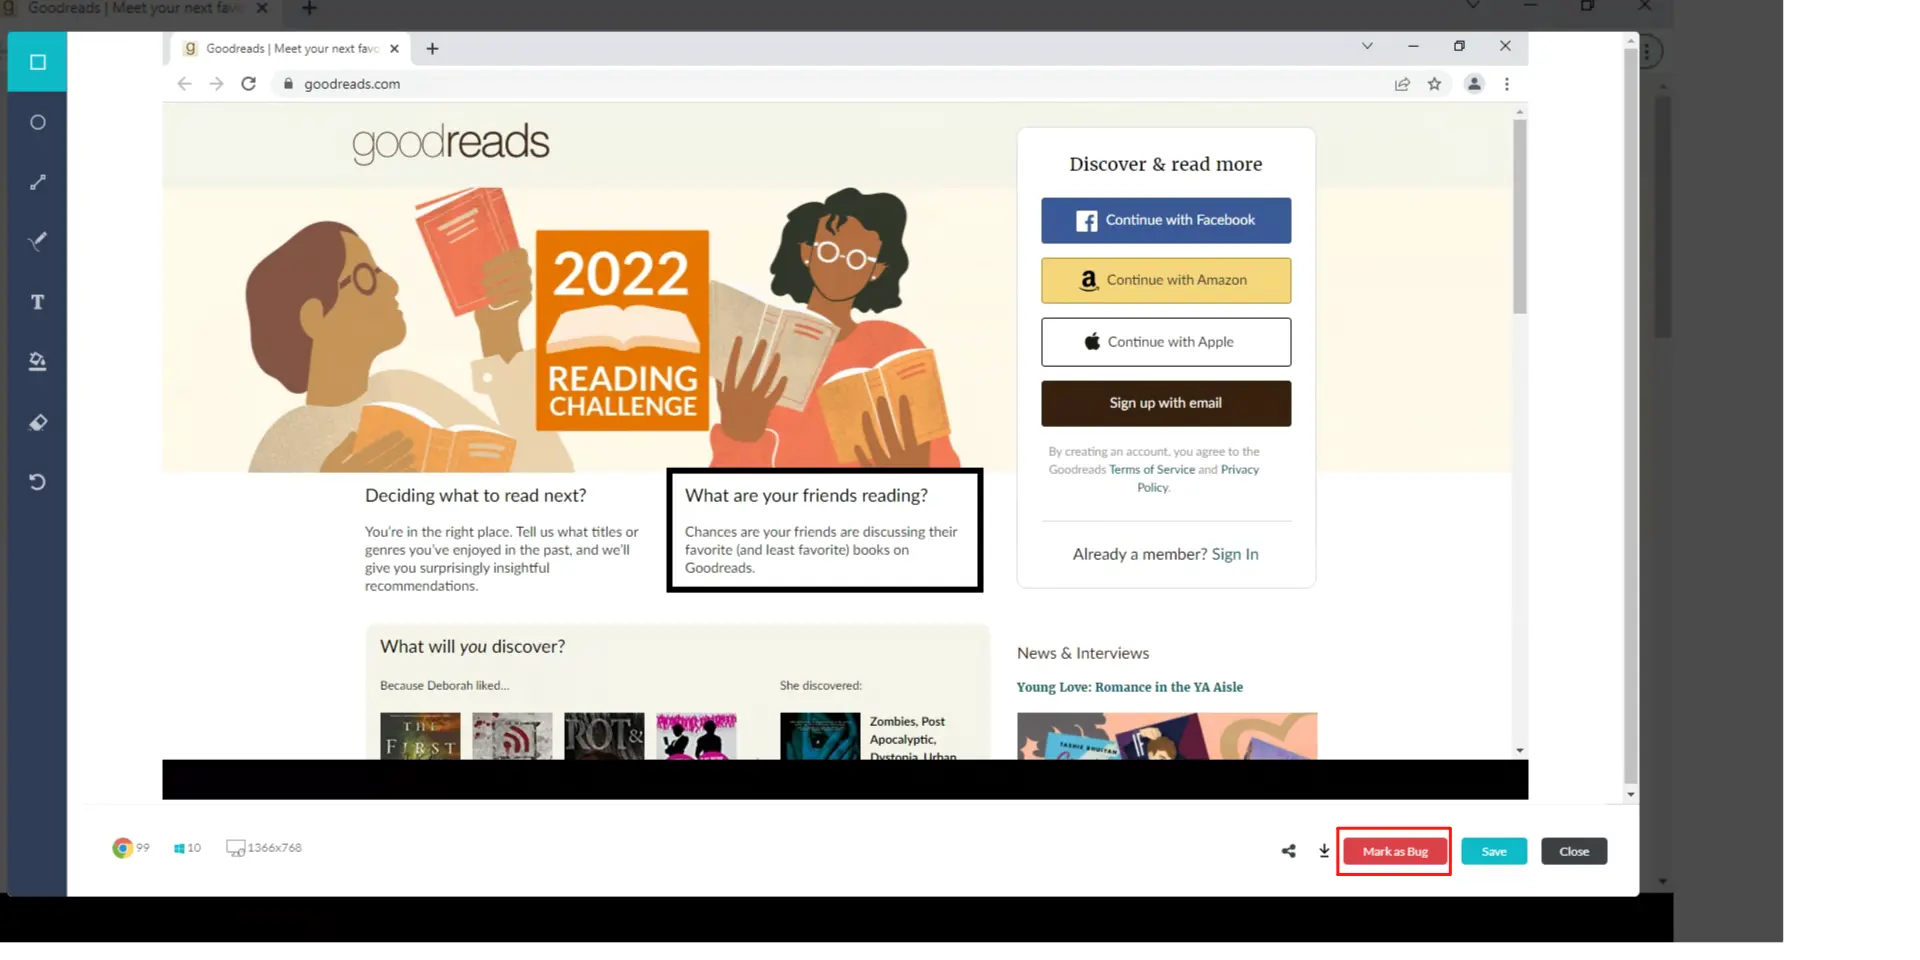 Goodreads | Meet your next fav
Goodreads | Meet your next favo
goodreads.com
goodreads
2022
READING
CHALLENGE
Discover & read more
Continue with Facebook
Continue with Amazon
Continue with Apple
Sign up with email
By creating an account, you agree to the
Goodreads Terms of Service and Privacy
Policy.
Already a member? Sign In
Deciding what to read next?
You're in the right place. Tell us what titles or
genres you've enjoyed in the past, and we'll
give you surprisingly insightful
recommendations.
What are your friends reading?
Chances are your friends are discussing their
favorite (and least favorite) books on
Goodreads.
What will you discover?
Because Deborah liked...
She discovered:
THE
FIRST
ROT &
Zombies, Post
Apocalyptic,
Dystopia, Urban
News & Interviews
Young Love: Romance in the YA Aisle
99
10
1366x768
Mark as Bug
Save
Close